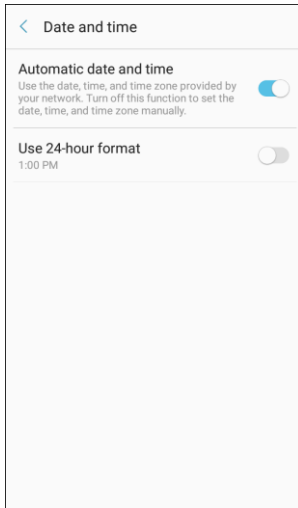 Date and time
Automatic date and time
Use the date, time, and time zone provided by
your network. Turn off this function to set the
date, time, and time zone manually.
Use 24-hour format
1:00 PM